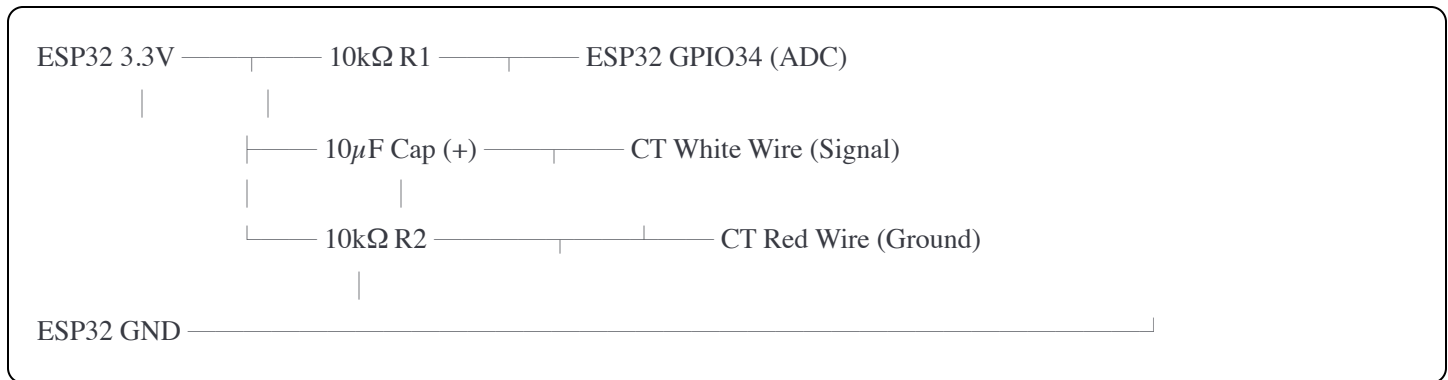 ESP32 3.3V 10kΩ R1 ESP32 GPIO34 (ADC)
10μF Cap (+) CT White Wire (Signal)
10kΩ R2 CT Red Wire (Ground)
ESP32 GND